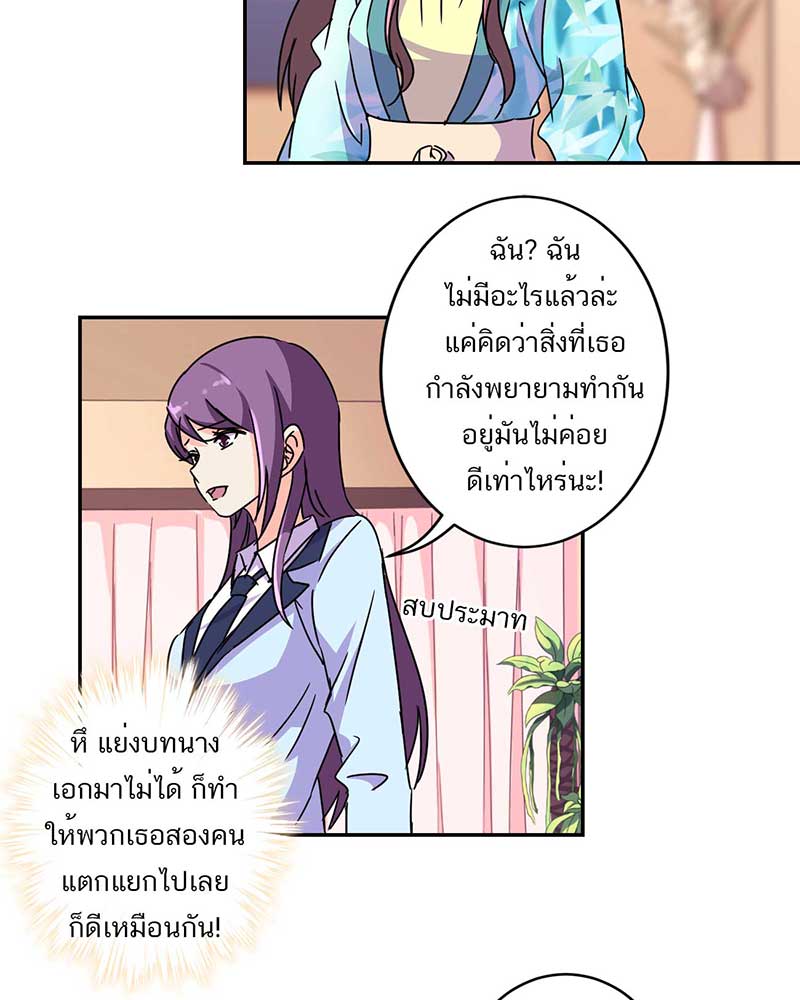 ฉัน? ฉัน
ไม่มีอะไรแล้วล่ะ
แค่คิดว่าสิ่งที่เธอ
กำลังพยายามทำกัน
อยู่มันไม่ค่อย
ดีเท่าไหร่นะ!
สบประมาท
หึ แย่งบทนาง
เอกมาไม่ได้ ก็ทำ
ให้พวกเธอสองคน
แตกแยกไปเลย
ก็ดีเหมือนกัน!